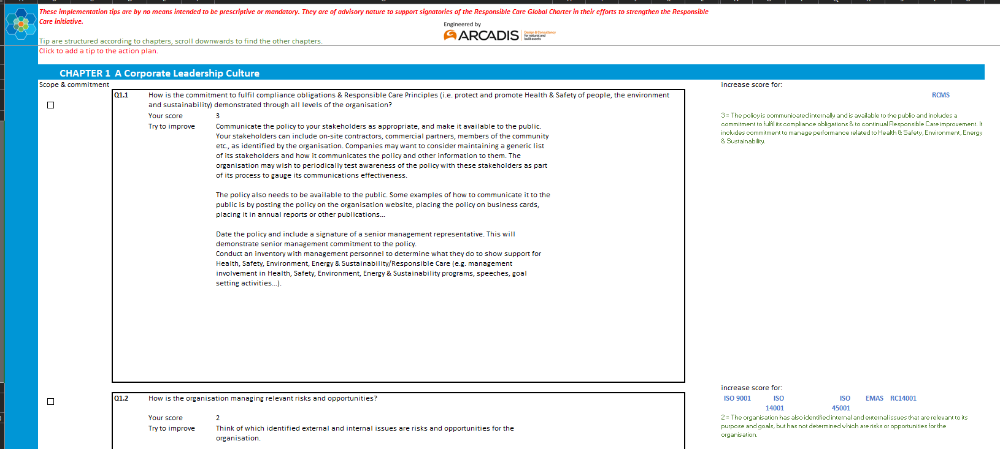 These implementation tips are by no means intended to be prescriptive or mandatory. They are of advisory nature to support signatories of the Responsible Care Global Charter in their efforts to strengthen the Responsible
Care initiative.
Engineered by
ARCADIS
Design & Consultancy
for natural and
built assets
Tip are structured according to chapters, scroll downwards to find the other chapters.
Click to add a tip to the action plan.
CHAPTER 1 A Corporate Leadership Culture
Scope & commitment
increase score for:
RCMS
Q1.1 How is the commitment to fulfil compliance obligations & Responsible Care Principles (i.e. protect and promote Health & Safety of people, the environment
and sustainability) demonstrated through all levels of the organisation?
Your score 3
Try to improve Communicate the policy to your stakeholders as appropriate, and make it available to the public.
Your stakeholders can include on-site contractors, commercial partners, members of the community
etc., as identified by the organisation. Companies may want to consider maintaining a generic list
of its stakeholders and how it communicates the policy and other information to them. The
organisation may wish to periodically test awareness of the policy with these stakeholders as part
of its process to gauge its communications effectiveness.
The policy also needs to be available to the public. Some examples of how to communicate it to the
public is by posting the policy on the organisation website, placing the policy on business cards,
placing it in annual reports or other publications...
Date the policy and include a signature of a senior management representative. This will
demonstrate senior management commitment to the policy.
Conduct an inventory with management personnel to determine what they do to show support for
Health, Safety, Environment, Energy & Sustainability/Responsible Care (e.g. management
involvement in Health, Safety, Environment, Energy & Sustainability programs, speeches, goal
setting activities...).
3 = The policy is communicated internally and is available to the public and includes a
commitment to fulfil its compliance obligations & to continual Responsible Care improvement. It
includes commitment to manage performance related to Health & Safety, Environment, Energy
& Sustainability.
increase score for:
ISO 9001 ISO 14001 ISO 45001 EMAS RC14001
Q1.2 How is the organisation managing relevant risks and opportunities?
Your score 2
Try to improve Think of which identified external and internal issues are risks and opportunities for the
organisation.
2 = The organisation has also identified internal and external issues that are relevant to its
purpose and goals, but has not determined which are risks or opportunities for the
organisation.